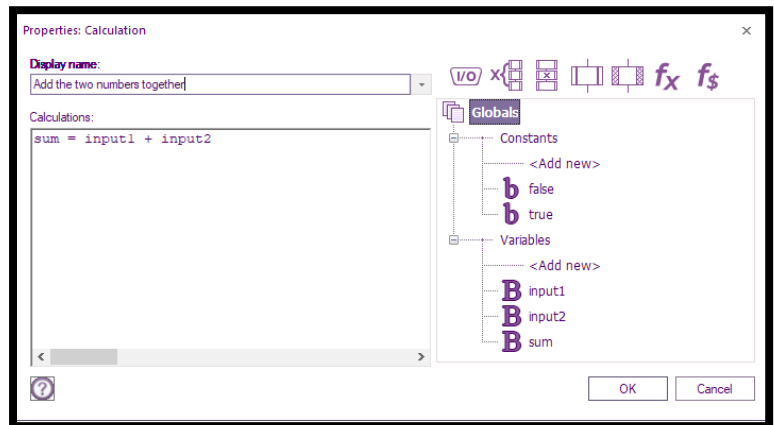 Properties: Calculation
Display name:
Add the two numbers together
Calculations:
sum = input1 + input2
I/O x{ x fx f$
Globals
Constants
<Add new>
b false
b true
Variables
<Add new>
B input1
B input2
B sum
?
OK Cancel